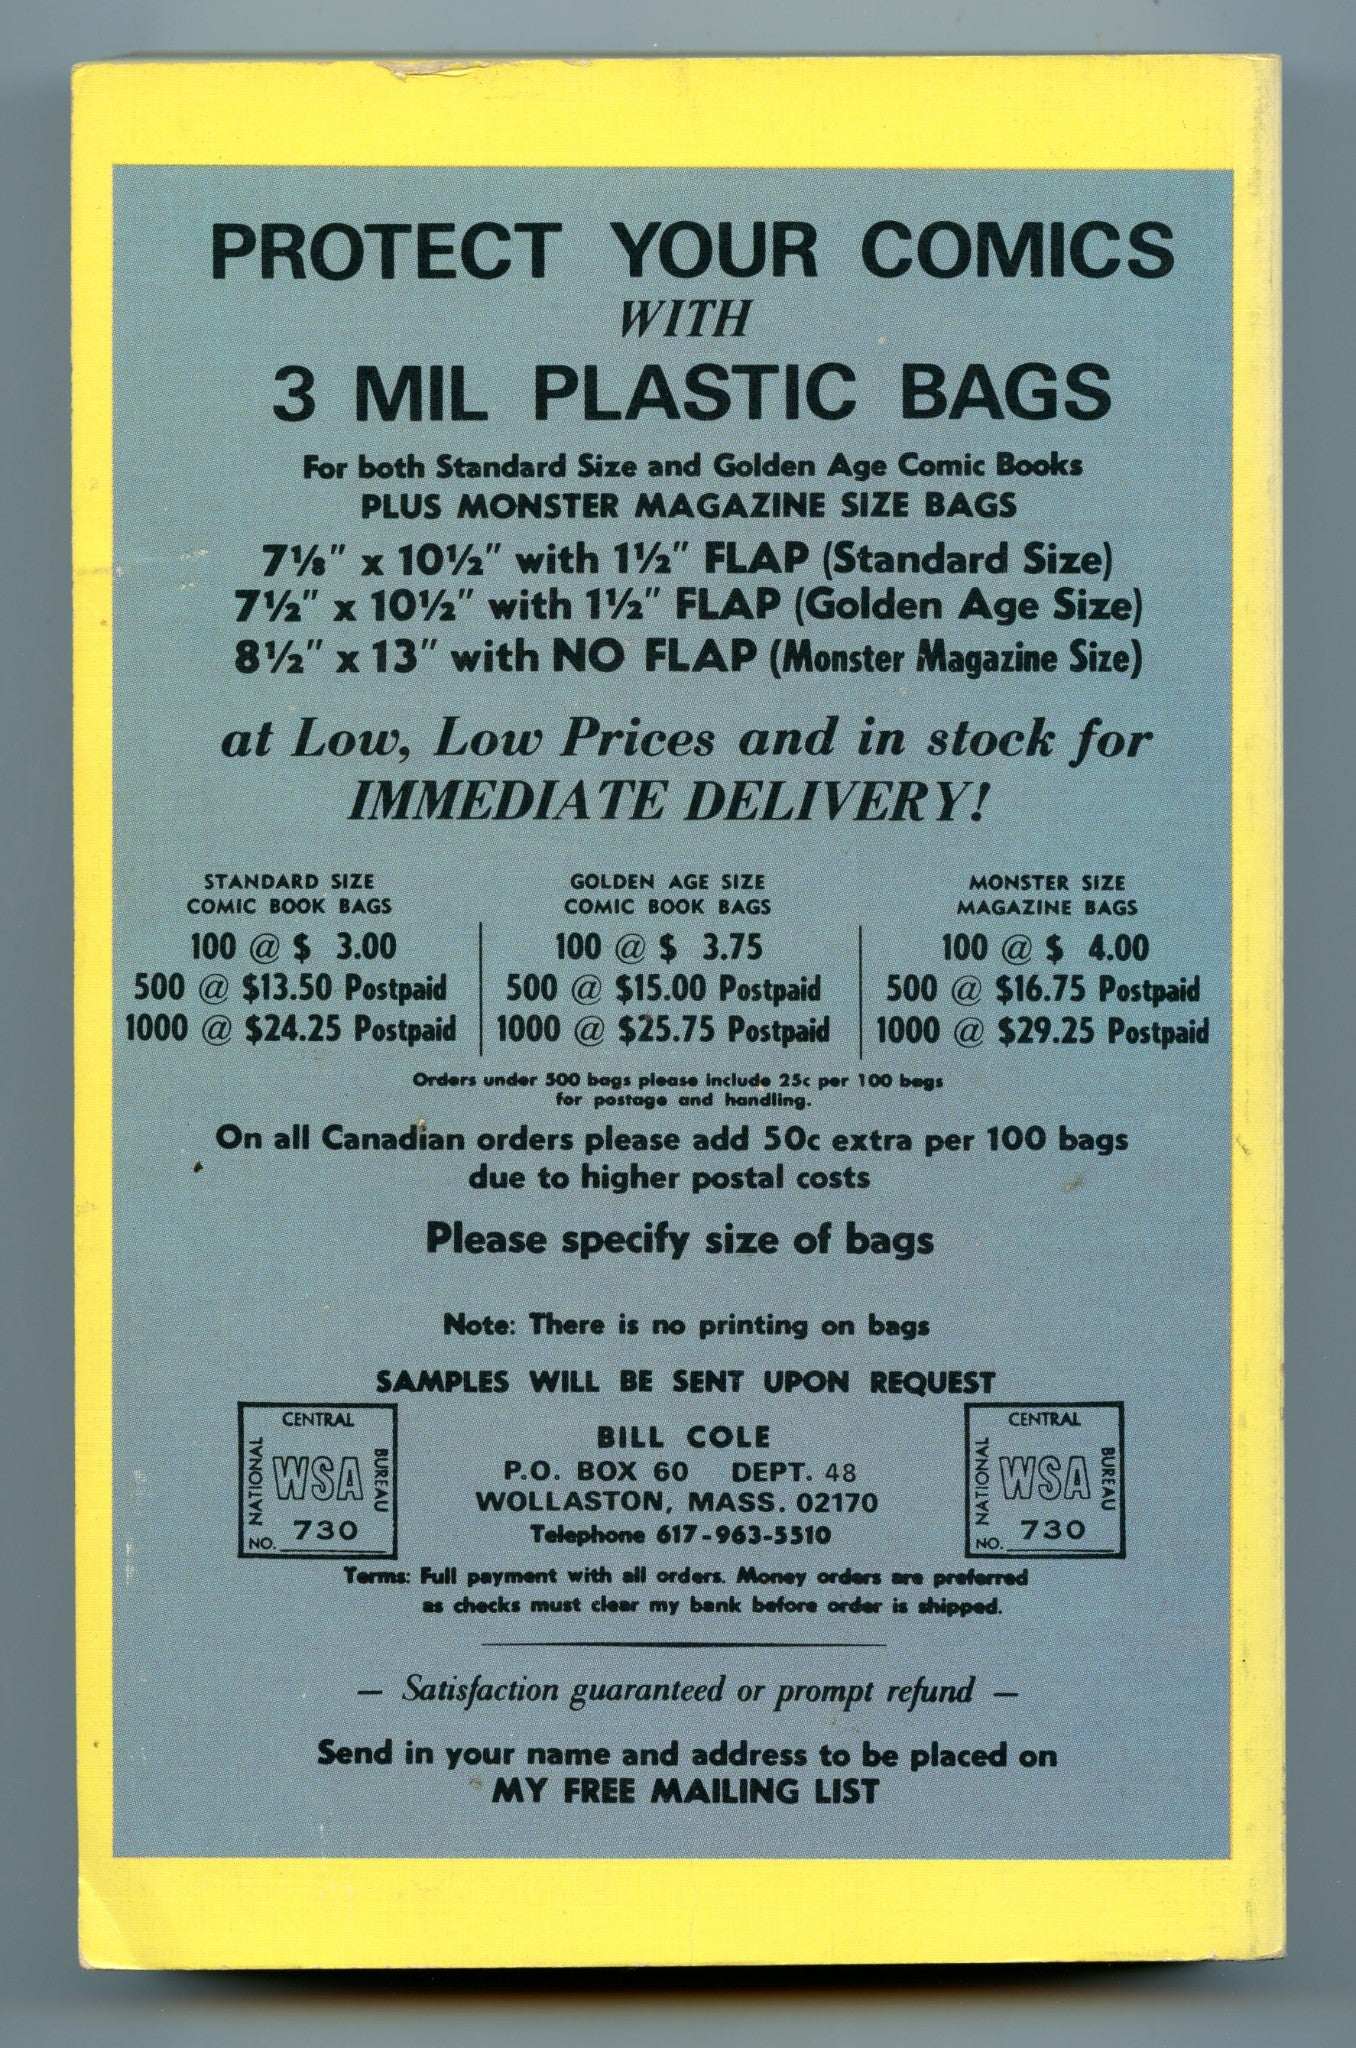 PROTECT YOUR COMICS
WITH
3 MIL PLASTIC BAGS
For both Standard Size and Golden Age Comic Books
PLUS MONSTER MAGAZINE SIZE BAGS
7⅛" x 10½" with 1½" FLAP (Standard Size)
7½" x 10½" with 1½" FLAP (Golden Age Size)
8½" x 13" with NO FLAP (Monster Magazine Size)
at Low, Low Prices and in stock for
IMMEDIATE DELIVERY!
STANDARD SIZE
COMIC BOOK BAGS
100 @ $ 3.00
500 @ $13.50 Postpaid
1000 @ $24.25 Postpaid
GOLDEN AGE SIZE
COMIC BOOK BAGS
100 @ $ 3.75
500 @ $15.00 Postpaid
1000 @ $25.75 Postpaid
MONSTER SIZE
MAGAZINE BAGS
100 @ $ 4.00
500 @ $16.75 Postpaid
1000 @ $29.25 Postpaid
Orders under 500 bags please include 25c per 100 bags
for postage and handling.
On all Canadian orders please add 50c extra per 100 bags
due to higher postal costs
Please specify size of bags
Note: There is no printing on bags
SAMPLES WILL BE SENT UPON REQUEST
CENTRAL
NATIONAL
WSA
BUREAU
NO. 730
BILL COLE
P.O. BOX 60 DEPT. 48
WOLLASTON, MASS. 02170
Telephone 617-963-5510
CENTRAL
NATIONAL
WSA
BUREAU
NO. 730
Terms: Full payment with all orders. Money orders are preferred
as checks must clear my bank before order is shipped.
— Satisfaction guaranteed or prompt refund —
Send in your name and address to be placed on
MY FREE MAILING LIST